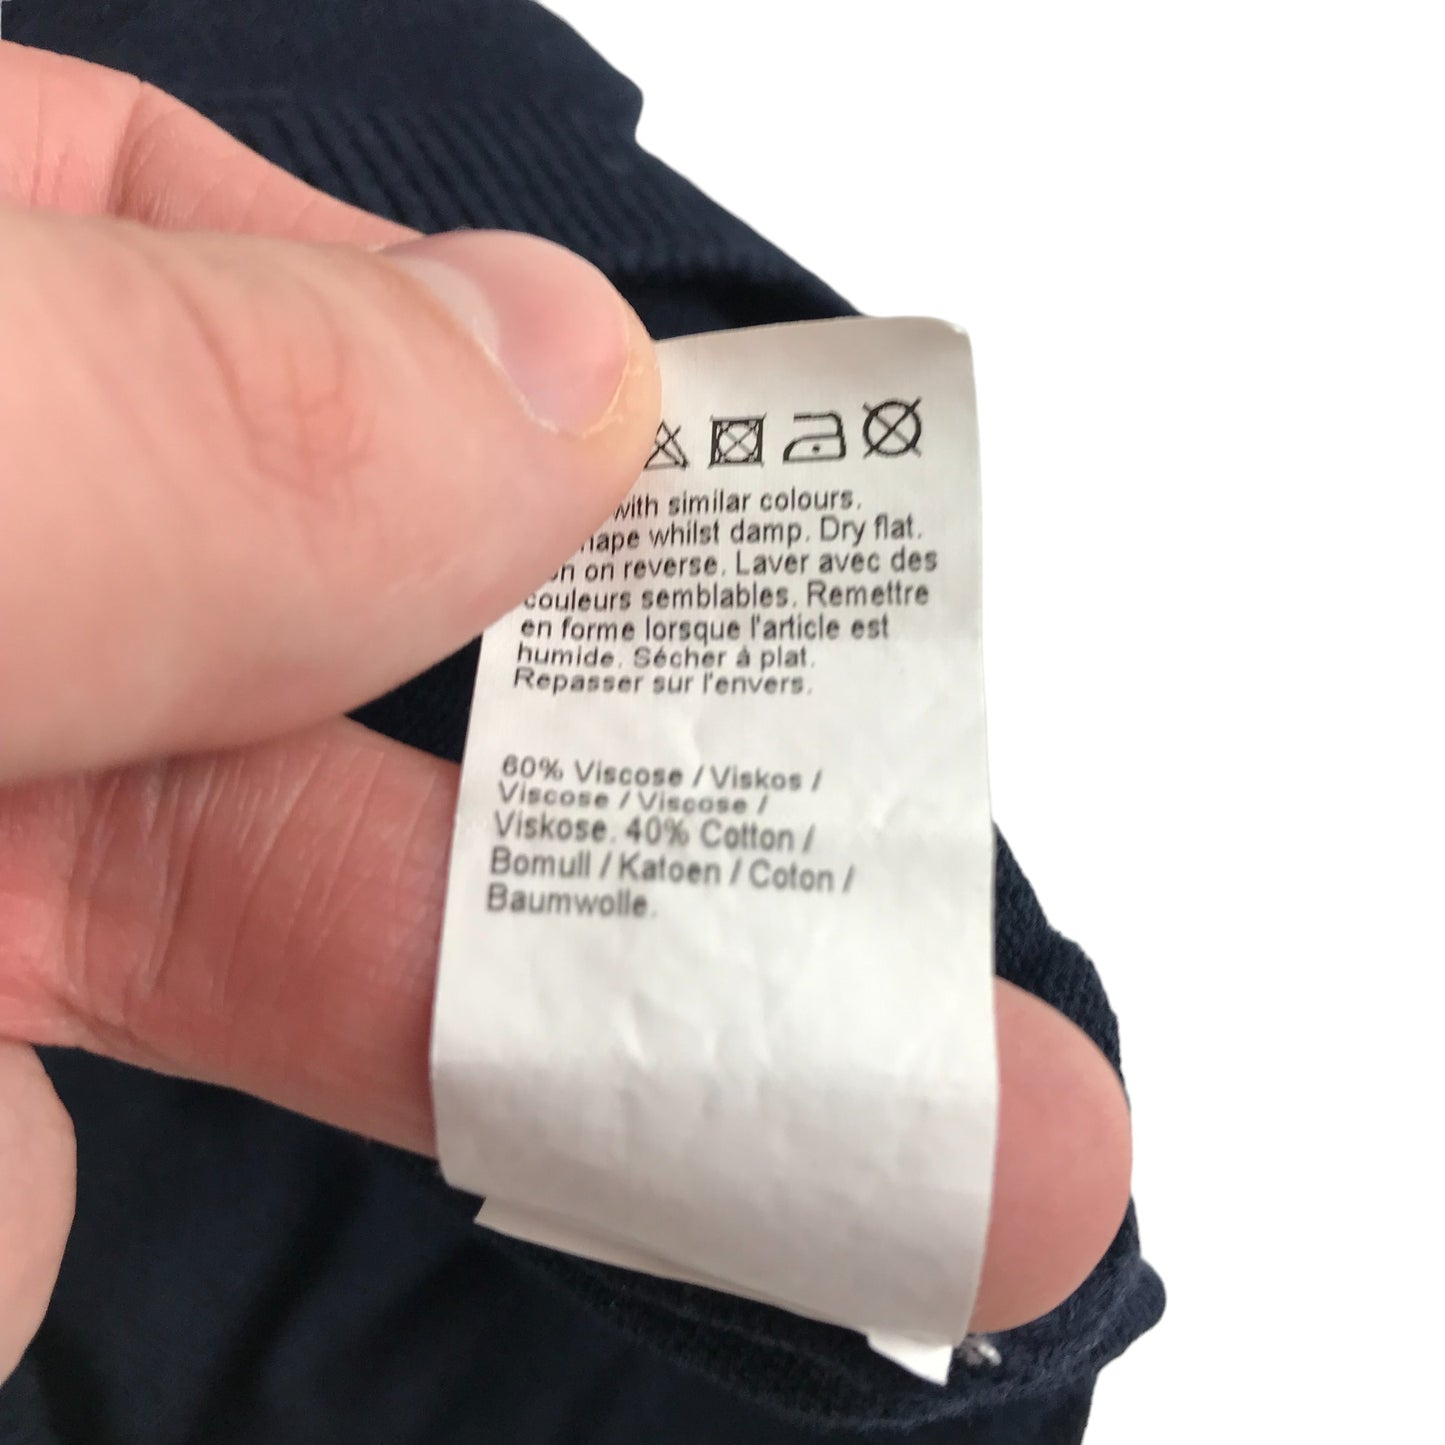 with similar colours.
whilst damp. Dry flat.
on reverse. Laver avec des
couleurs semblables. Remettre
en forme lorsque l'article est
humide. Sécher à plat.
Repasser sur l'envers.
60% Viscose / Viskos /
Viscose / Viscose /
Viskose. 40% Cotton /
Bomull / Katoen / Coton /
Baumwolle.